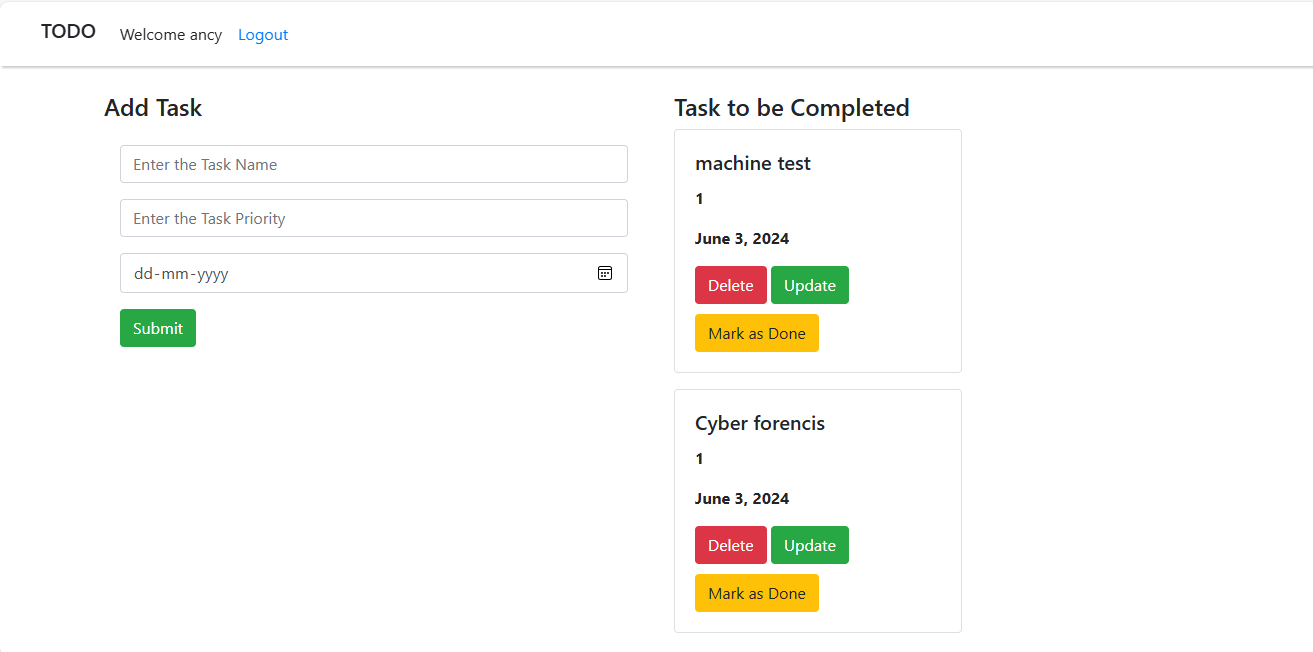 TODO Welcome ancy Logout
Add Task
Enter the Task Name
Enter the Task Priority
dd-mm-yyyy
Submit
Task to be Completed
machine test
1
June 3, 2024
Delete Update
Mark as Done
Cyber forencis
1
June 3, 2024
Delete Update
Mark as Done